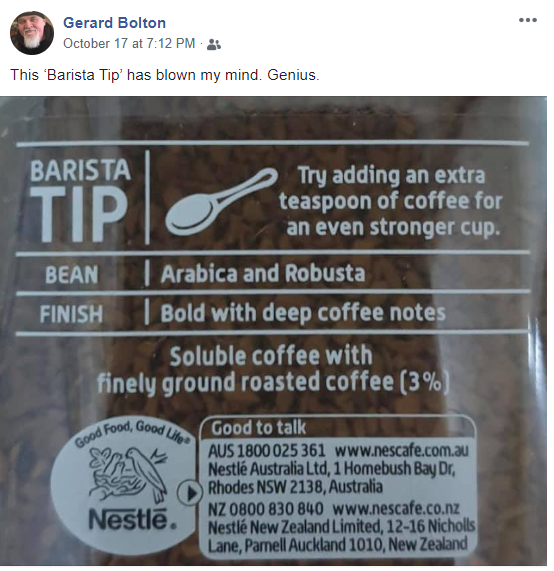 Gerard Bolton
October 17 at 7:12 PM ·
This ‘Barista Tip’ has blown my mind. Genius.
BARISTA
TIP
Try adding an extra
teaspoon of coffee for
an even stronger cup.
BEAN | Arabica and Robusta
FINISH | Bold with deep coffee notes
Soluble coffee with
finely ground roasted coffee (3%)
Good Food, Good Life®
Nestlé®
Good to talk
AUS 1800 025 361 www.nescafe.com.au
Nestlé Australia Ltd, 1 Homebush Bay Dr,
Rhodes NSW 2138, Australia
NZ 0800 830 840 www.nescafe.co.nz
Nestlé New Zealand Limited, 12-16 Nicholls
Lane, Parnell Auckland 1010, New Zealand